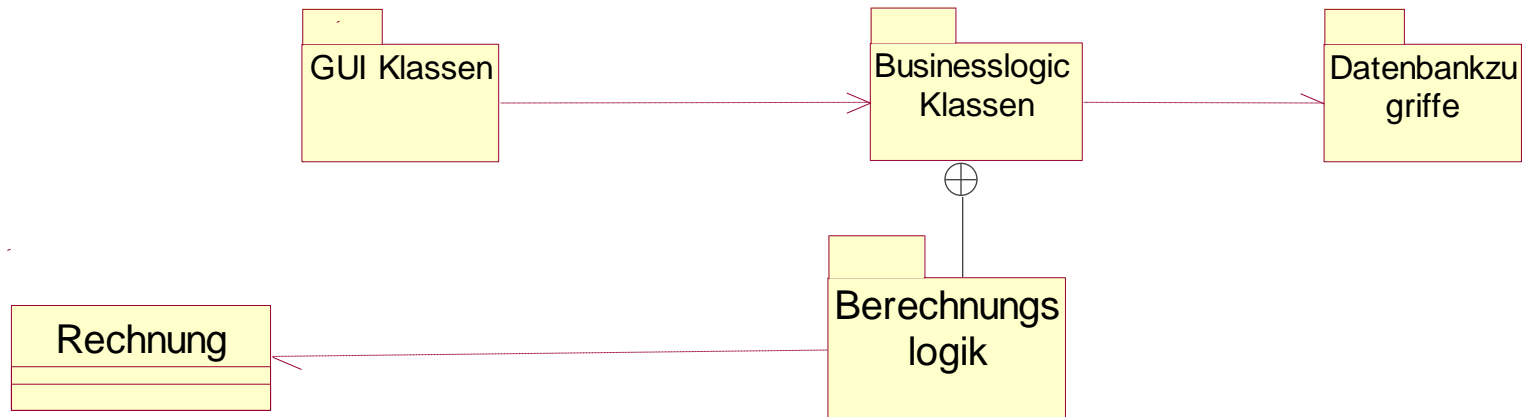 GUI Klassen
Businesslogic
Klassen
Datenbankzu
griffe
Rechnung
Berechnungs
logik